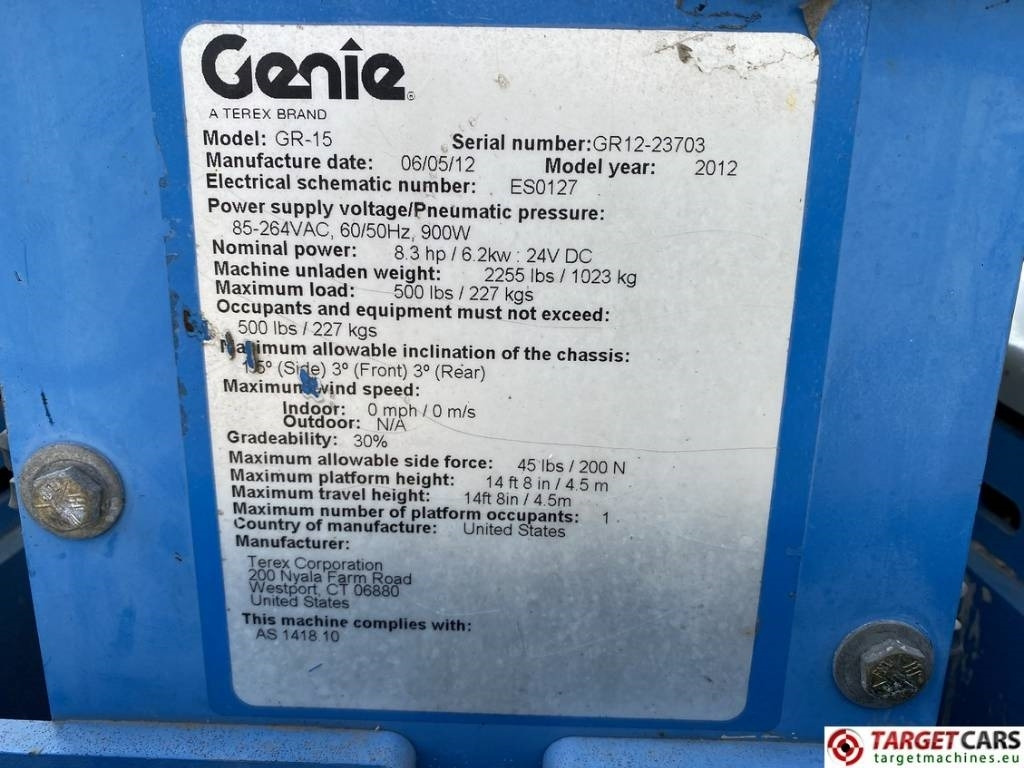 Genie
A TEREX BRAND
Model: GR-15 Serial number:GR12-23703
Manufacture date: 06/05/12 Model year: 2012
Electrical schematic number: ES0127
Power supply voltage/Pneumatic pressure:
85-264VAC, 60/50Hz, 900W
Nominal power: 8.3 hp / 6.2kw : 24V DC
Machine unladen weight: 2255 lbs / 1023 kg
Maximum load: 500 lbs / 227 kgs
Occupants and equipment must not exceed:
500 lbs / 227 kgs
Maximum allowable inclination of the chassis:
1.5º (Side) 3º (Front) 3º (Rear)
Maximum wind speed:
Indoor: 0 mph / 0 m/s
Outdoor: N/A
Gradeability: 30%
Maximum allowable side force: 45 lbs / 200 N
Maximum platform height: 14 ft 8 in / 4.5 m
Maximum travel height: 14ft 8in / 4.5m
Maximum number of platform occupants: 1
Country of manufacture: United States
Manufacturer:
Terex Corporation
200 Nyala Farm Road
Westport, CT 06880
United States
This machine complies with:
AS 1418.10
TARGETCARS
targetmachines.eu